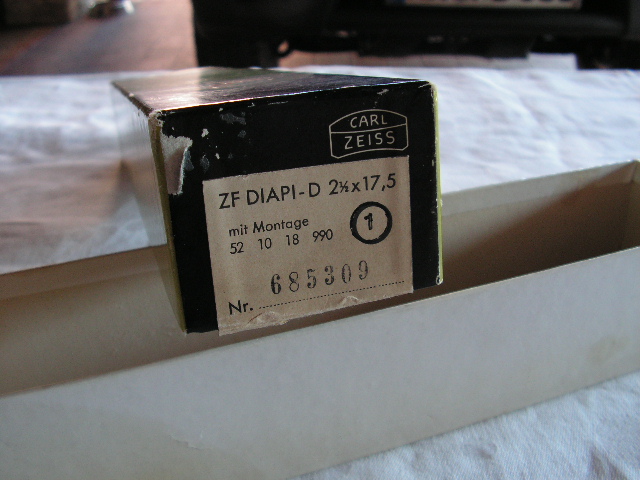 CARL
ZEISS
ZF DIAPI-D 2½x17,5
mit Montage
52 10 18 990
1
685309
Nr.